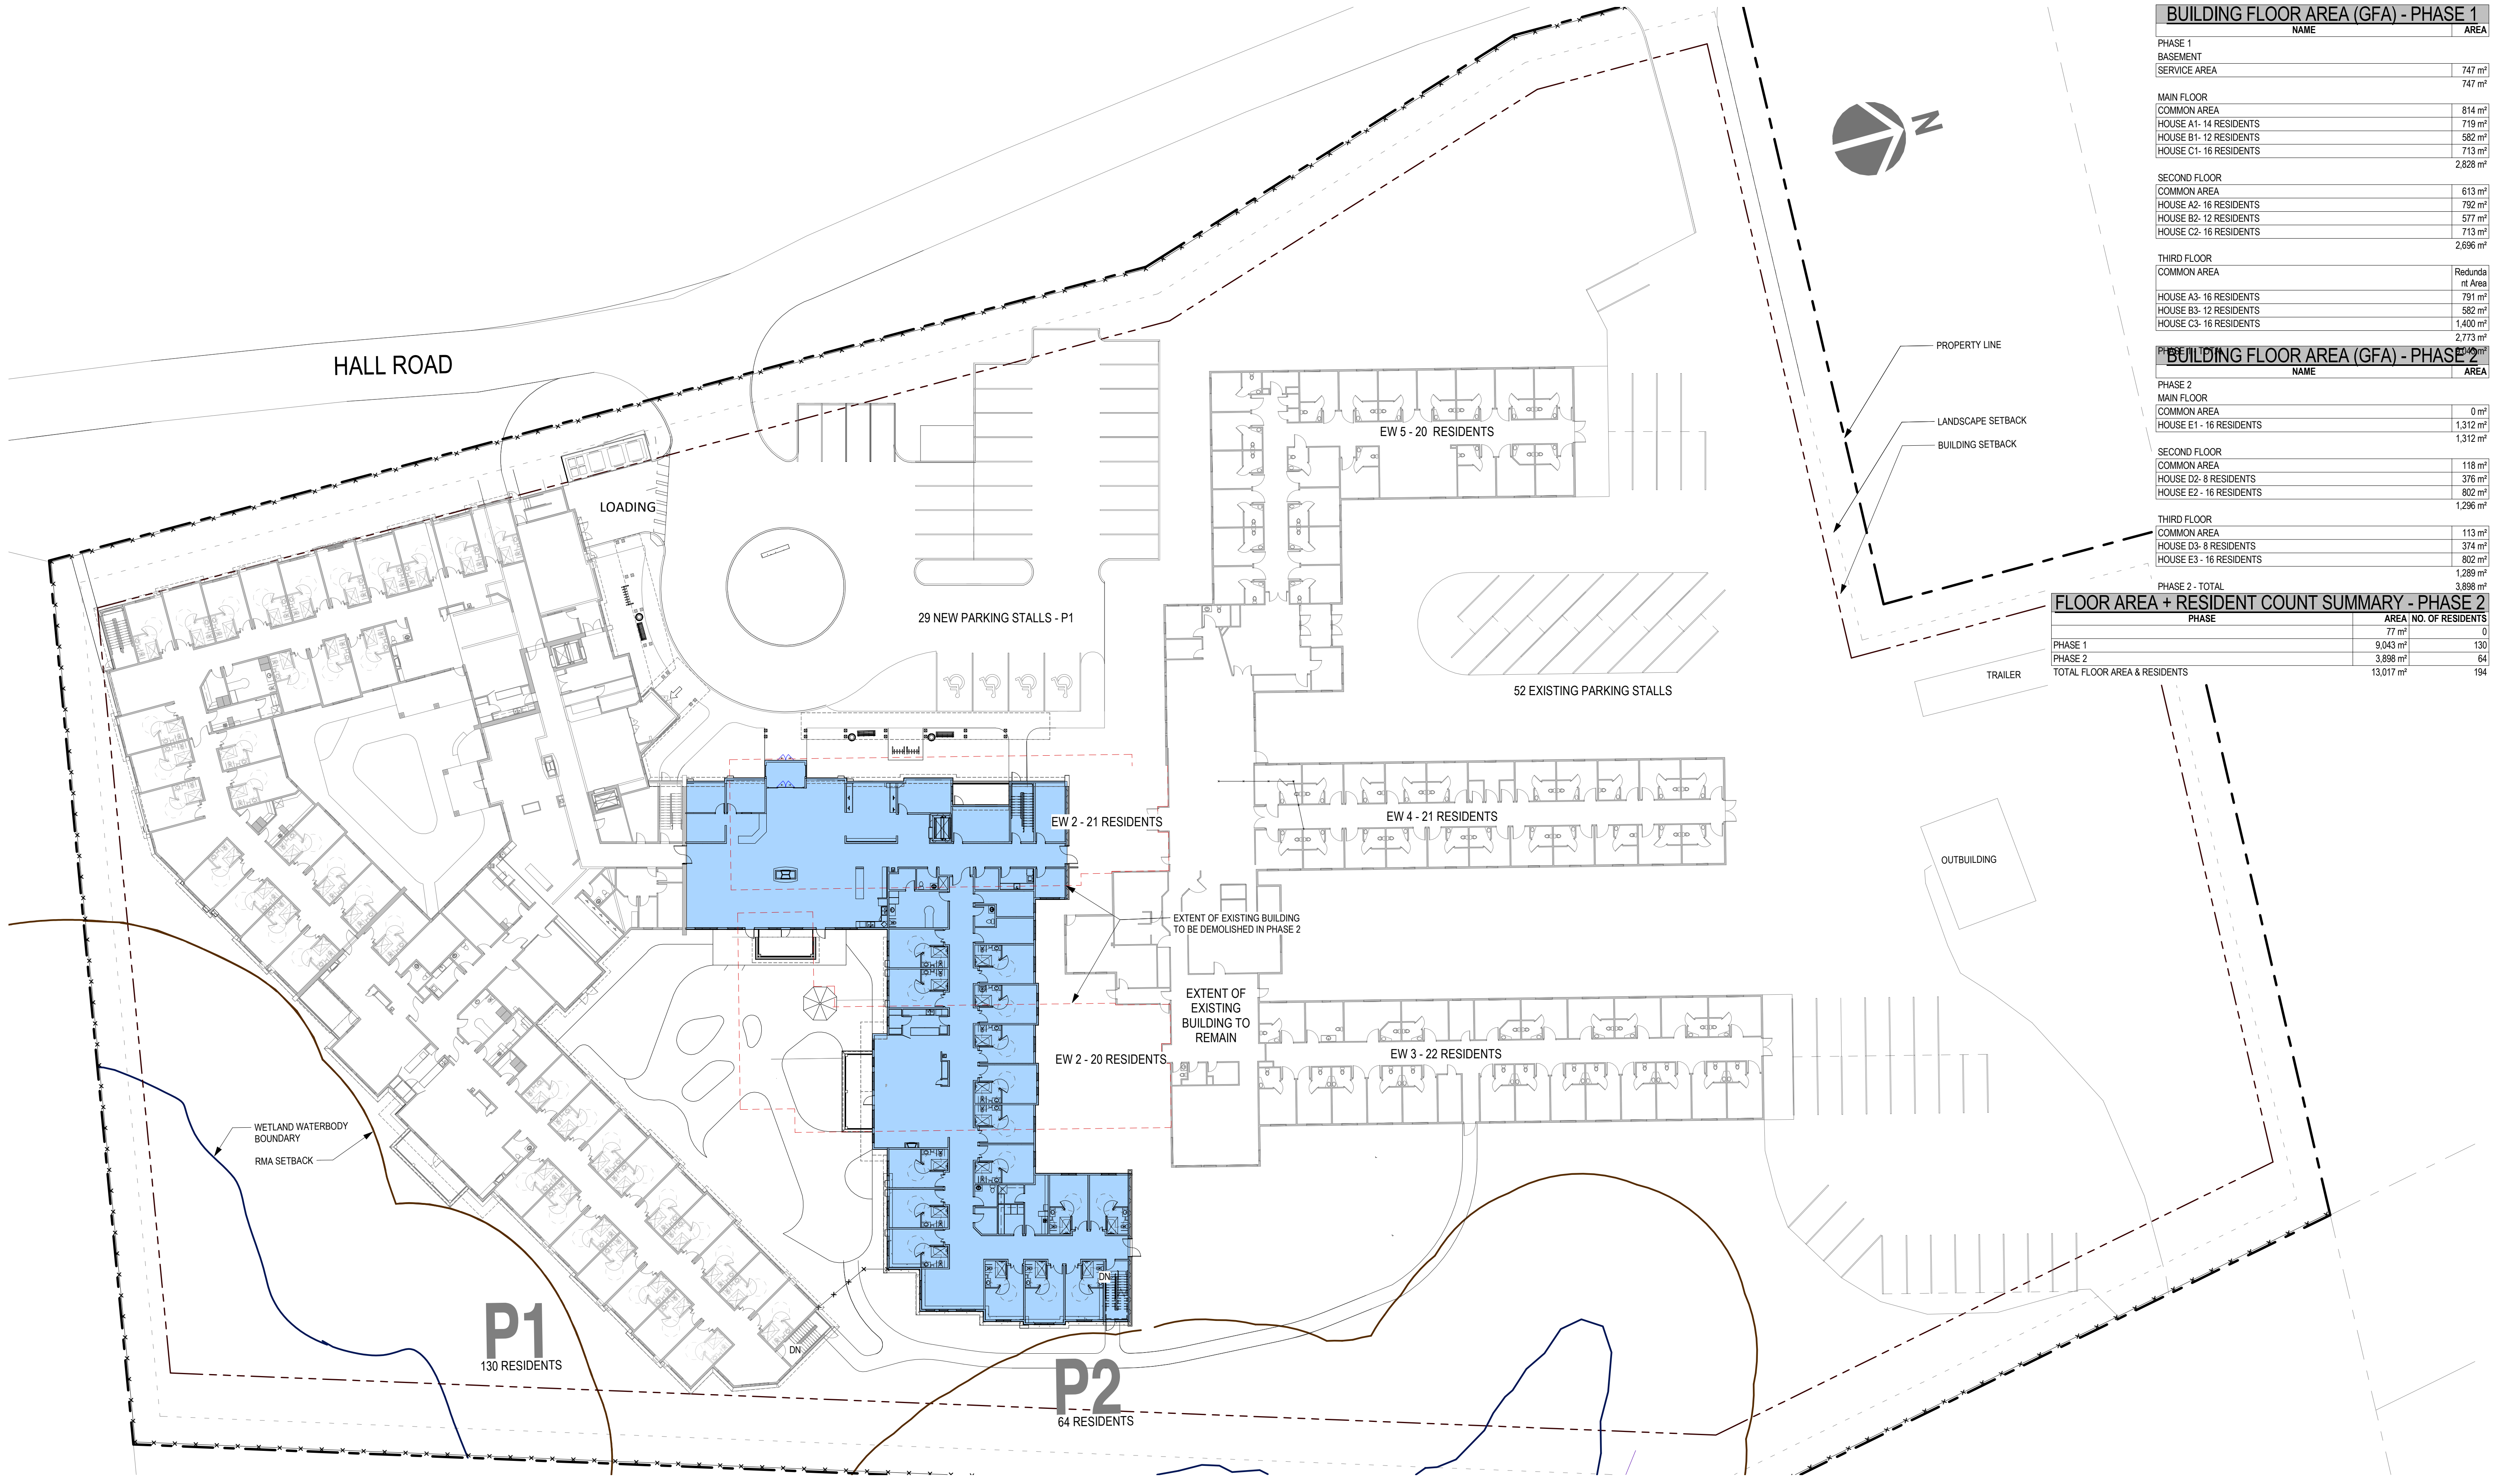 BUILDING FLOOR AREA (GFA) - PHASE 1
NAME AREA
PHASE 1
BASEMENT
SERVICE AREA 747 m²
747 m²
MAIN FLOOR
COMMON AREA 814 m²
HOUSE A1- 14 RESIDENTS 719 m²
HOUSE B1- 12 RESIDENTS 582 m²
HOUSE C1- 16 RESIDENTS 713 m²
2,828 m²
SECOND FLOOR
COMMON AREA 613 m²
HOUSE A2- 16 RESIDENTS 792 m²
HOUSE B2- 12 RESIDENTS 577 m²
HOUSE C2- 16 RESIDENTS 713 m²
2,696 m²
THIRD FLOOR
COMMON AREA Redunda
nt Area
HOUSE A3- 16 RESIDENTS 791 m²
HOUSE B3- 12 RESIDENTS 582 m²
HOUSE C3- 16 RESIDENTS 1,400 m²
2,773 m²
BUILDING FLOOR AREA (GFA) - PHASE 2
NAME AREA
PHASE 2
MAIN FLOOR
COMMON AREA 0 m²
HOUSE E1 - 16 RESIDENTS 1,312 m²
1,312 m²
SECOND FLOOR
COMMON AREA 118 m²
HOUSE D2- 8 RESIDENTS 376 m²
HOUSE E2 - 16 RESIDENTS 802 m²
1,296 m²
THIRD FLOOR
COMMON AREA 113 m²
HOUSE D3- 8 RESIDENTS 374 m²
HOUSE E3 - 16 RESIDENTS 802 m²
1,289 m²
PHASE 2 - TOTAL 3,898 m²
FLOOR AREA + RESIDENT COUNT SUMMARY - PHASE 2
PHASE AREA NO. OF RESIDENTS
77 m² 0
PHASE 1 9,043 m² 130
PHASE 2 3,898 m² 64
TOTAL FLOOR AREA & RESIDENTS 13,017 m² 194
N
PROPERTY LINE
LANDSCAPE SETBACK
BUILDING SETBACK
HALL ROAD
LOADING
29 NEW PARKING STALLS - P1
EW 5 - 20 RESIDENTS
52 EXISTING PARKING STALLS
TRAILER
EW 2 - 21 RESIDENTS
EW 4 - 21 RESIDENTS
OUTBUILDING
EXTENT OF EXISTING BUILDING
TO BE DEMOLISHED IN PHASE 2
EXTENT OF
EXISTING
BUILDING TO
REMAIN
EW 2 - 20 RESIDENTS
EW 3 - 22 RESIDENTS
WETLAND WATERBODY
BOUNDARY
RMA SETBACK
DN
DN
P1
130 RESIDENTS
P2
64 RESIDENTS